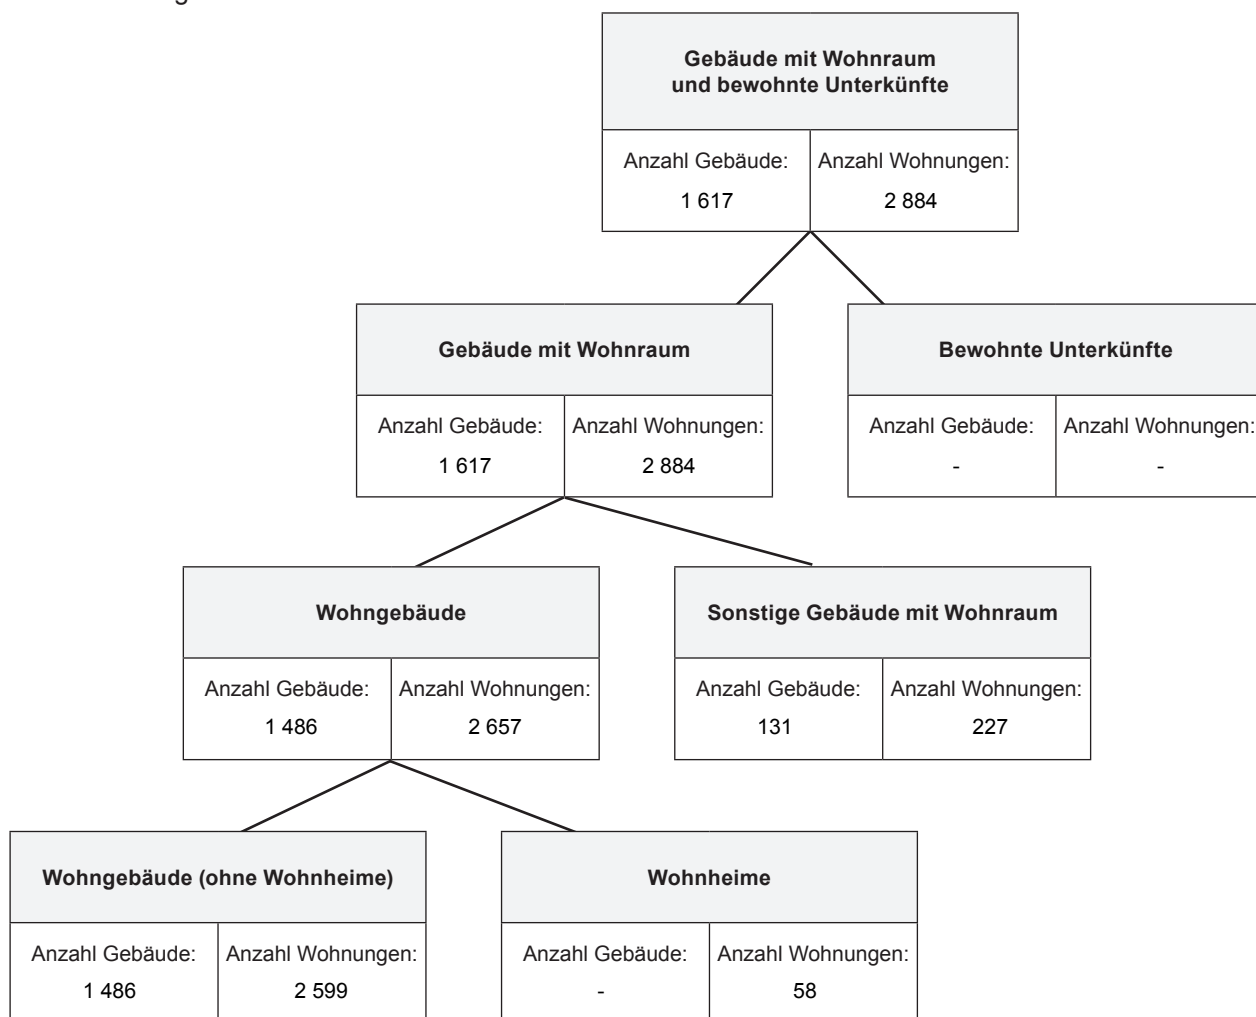 Gebäude mit Wohnraum
und bewohnte Unterkünfte
Anzahl Gebäude: Anzahl Wohnungen:
1 617 2 884
Gebäude mit Wohnraum Bewohnte Unterkünfte
Anzahl Gebäude: Anzahl Wohnungen: Anzahl Gebäude: Anzahl Wohnungen:
1 617 2 884 - -
Wohngebäude Sonstige Gebäude mit Wohnraum
Anzahl Gebäude: Anzahl Wohnungen: Anzahl Gebäude: Anzahl Wohnungen:
1 486 2 657 131 227
Wohngebäude (ohne Wohnheime) Wohnheime
Anzahl Gebäude: Anzahl Wohnungen: Anzahl Gebäude: Anzahl Wohnungen:
1 486 2 599 - 58